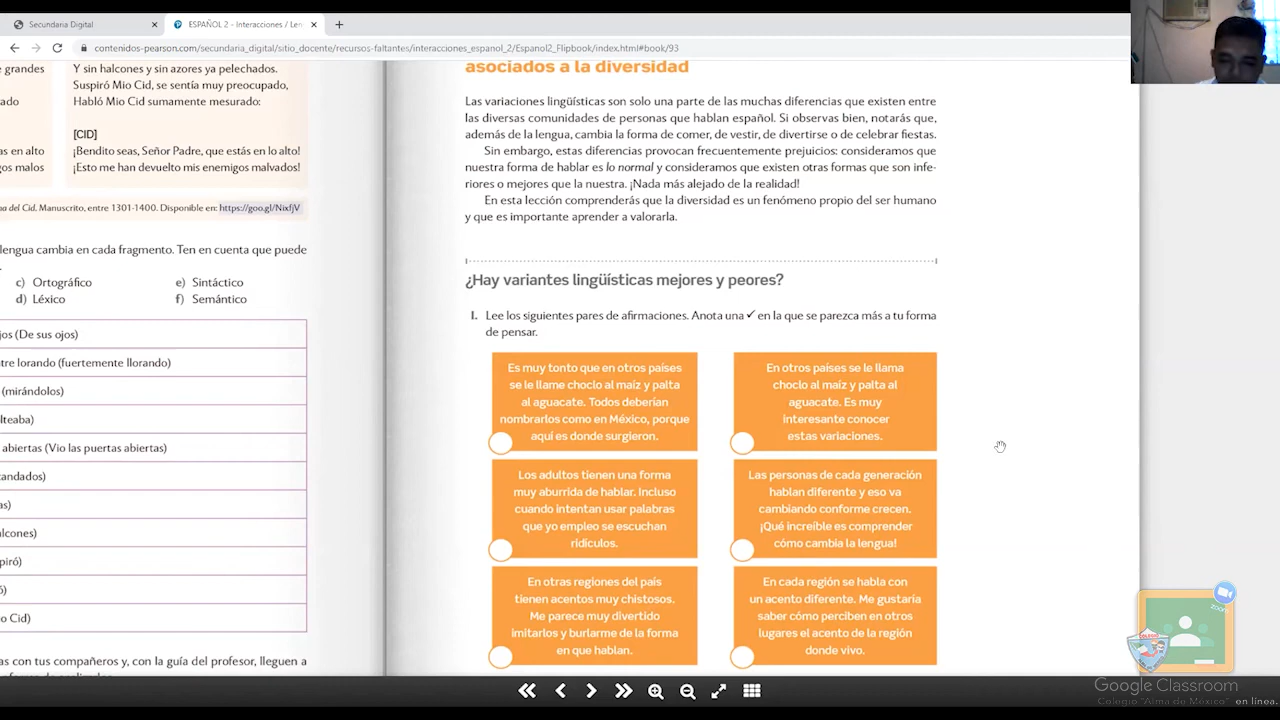 Secundaria Digital
ESPAÑOL 2 - Interacciones / Len
contenidos-pearson.com/secundaria_digital/sitio_docente/recursos-faltantes/interacciones_espanol_2/Espanol2_Flipbook/index.html#book/93
e grandes
ado
as en alto
gos malos
Y sin halcones y sin azores ya pelechados.
Suspiró Mio Cid, se sentía muy preocupado,
Habló Mio Cid sumamente mesurado:
[CID]
¡Bendito seas, Señor Padre, que estás en lo alto!
¡Esto me han devuelto mis enemigos malvados!
ma del Cid. Manuscrito, entre 1301-1400. Disponible en: https://goo.gl/NixfjV
lengua cambia en cada fragmento. Ten en cuenta que puede
c) Ortográfico
e) Sintáctico
d) Léxico
f) Semántico
jos (De sus ojos)
tre lorando (fuertemente llorando)
(mirándolos)
olteaba)
abiertas (Vio las puertas abiertas)
candados)
as)
alcones)
piró)
ó)
o Cid)
as con tus compañeros y, con la guía del profesor, lleguen a
asociados a la diversidad
Las variaciones lingüísticas son solo una parte de las muchas diferencias que existen entre
las diversas comunidades de personas que hablan español. Si observas bien, notarás que,
además de la lengua, cambia la forma de comer, de vestir, de divertirse o de celebrar fiestas.
Sin embargo, estas diferencias provocan frecuentemente prejuicios: consideramos que
nuestra forma de hablar es lo normal y consideramos que existen otras formas que son infe-
riores o mejores que la nuestra. ¡Nada más alejado de la realidad!
En esta lección comprenderás que la diversidad es un fenómeno propio del ser humano
y que es importante aprender a valorarla.
¿Hay variantes lingüísticas mejores y peores?
I. Lee los siguientes pares de afirmaciones. Anota una ✓ en la que se parezca más a tu forma
de pensar.
Es muy tonto que en otros países
se le llame choclo al maíz y palta
al aguacate. Todos deberían
nombrarlos como en México, porque
aquí es donde surgieron.
En otros países se le llama
choclo al maíz y palta al
aguacate. Es muy
interesante conocer
estas variaciones.
Los adultos tienen una forma
muy aburrida de hablar. Incluso
cuando intentan usar palabras
que yo empleo se escuchan
ridículos.
Las personas de cada generación
hablan diferente y eso va
cambiando conforme crecen.
¡Qué increíble es comprender
cómo cambia la lengua!
En otras regiones del país
tienen acentos muy chistosos.
Me parece muy divertido
imitarlos y burlarme de la forma
en que hablan.
En cada región se habla con
un acento diferente. Me gustaría
saber cómo perciben en otros
lugares el acento de la región
donde vivo.
zoom
COLEGIO
Google Classroom
Colegio "Alma de México" en línea.